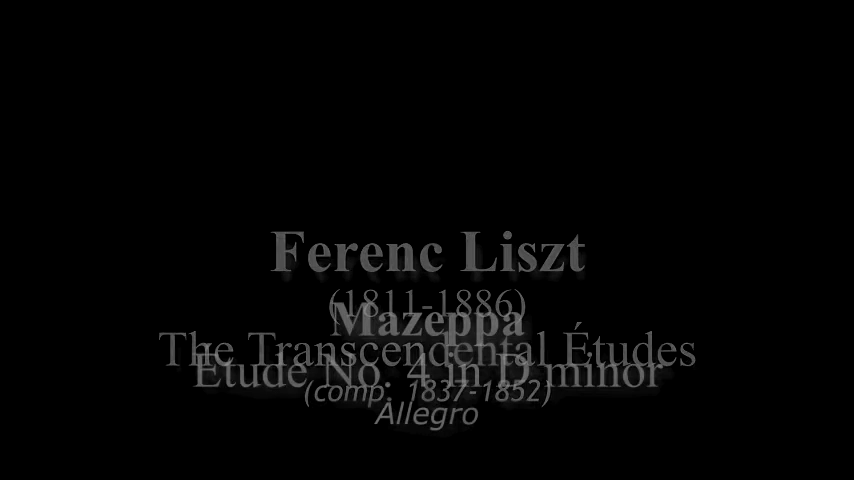 Ferenc Liszt
(1811-1886)
Mazeppa
The Transcendental Études
Étude No. 4 in D minor
(comp. 1837-1852)
Allegro